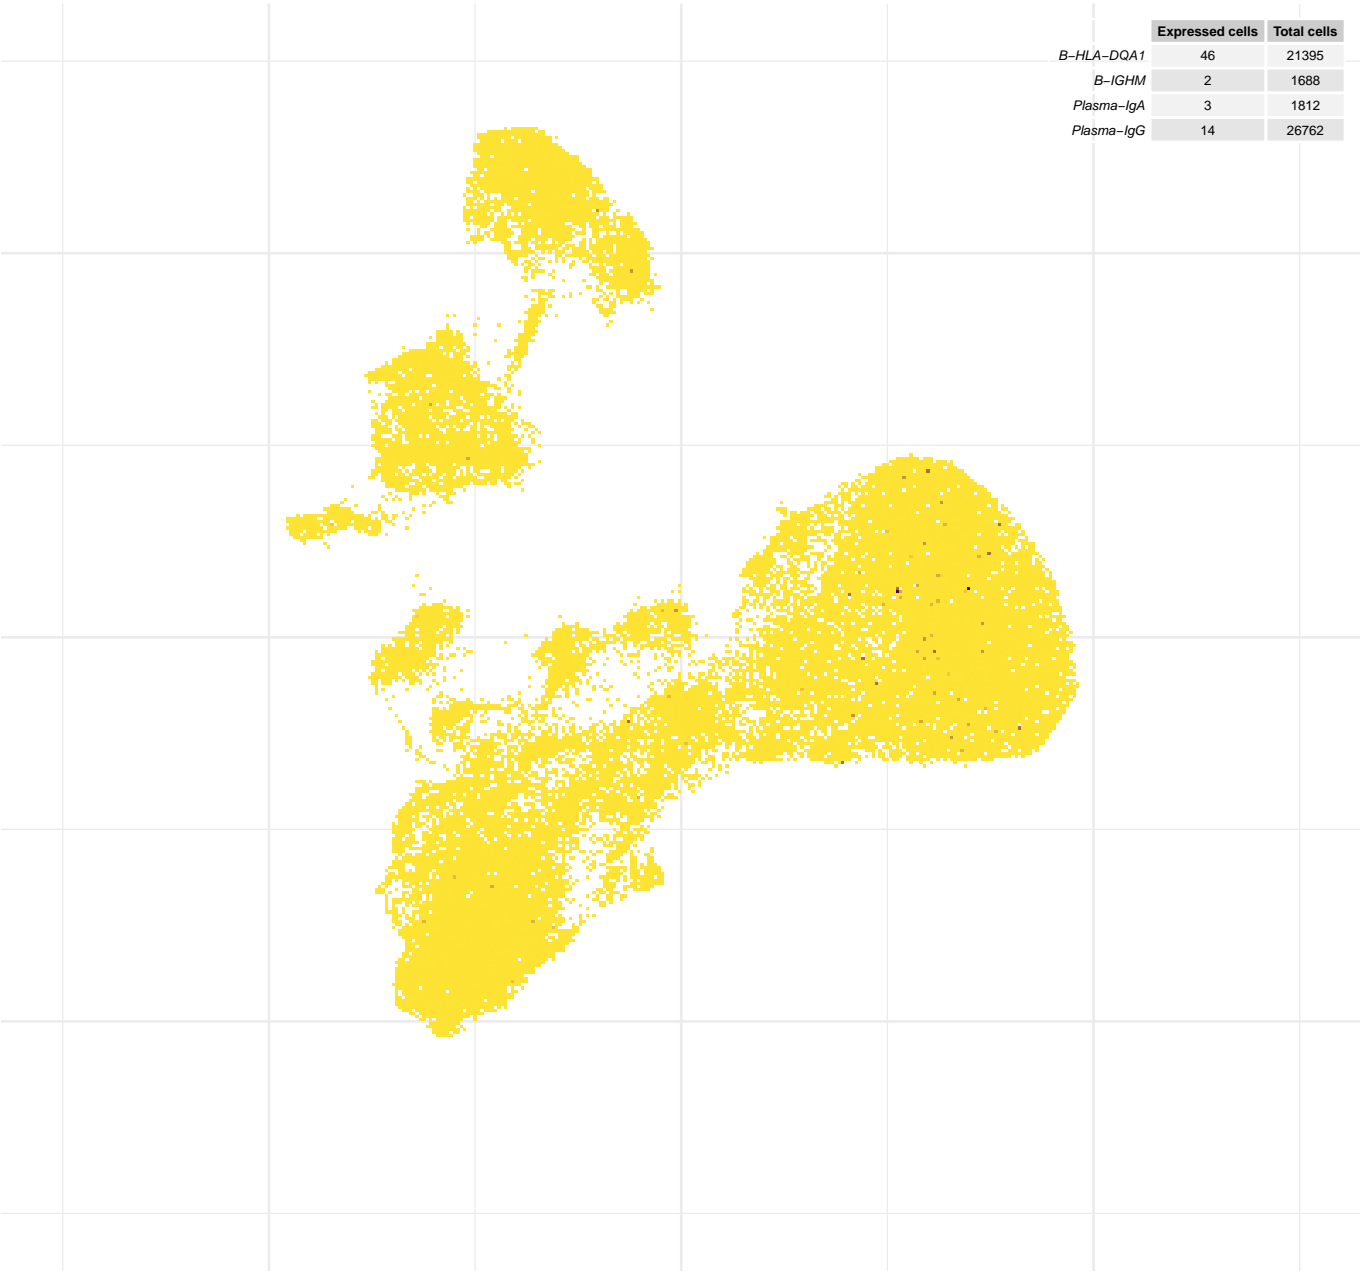 Expressed cells Total cells
B−HLA−DQA1 46 21395
B−IGHM 2 1688
Plasma−IgA 3 1812
Plasma−IgG 14 26762